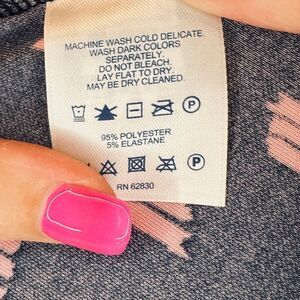 MACHINE WASH COLD DELICATE.
WASH DARK COLORS
SEPARATELY.
DO NOT BLEACH.
LAY FLAT TO DRY.
MAY BE DRY CLEANED.
P
95% POLYESTER
5% ELASTANE
P
RN 62830